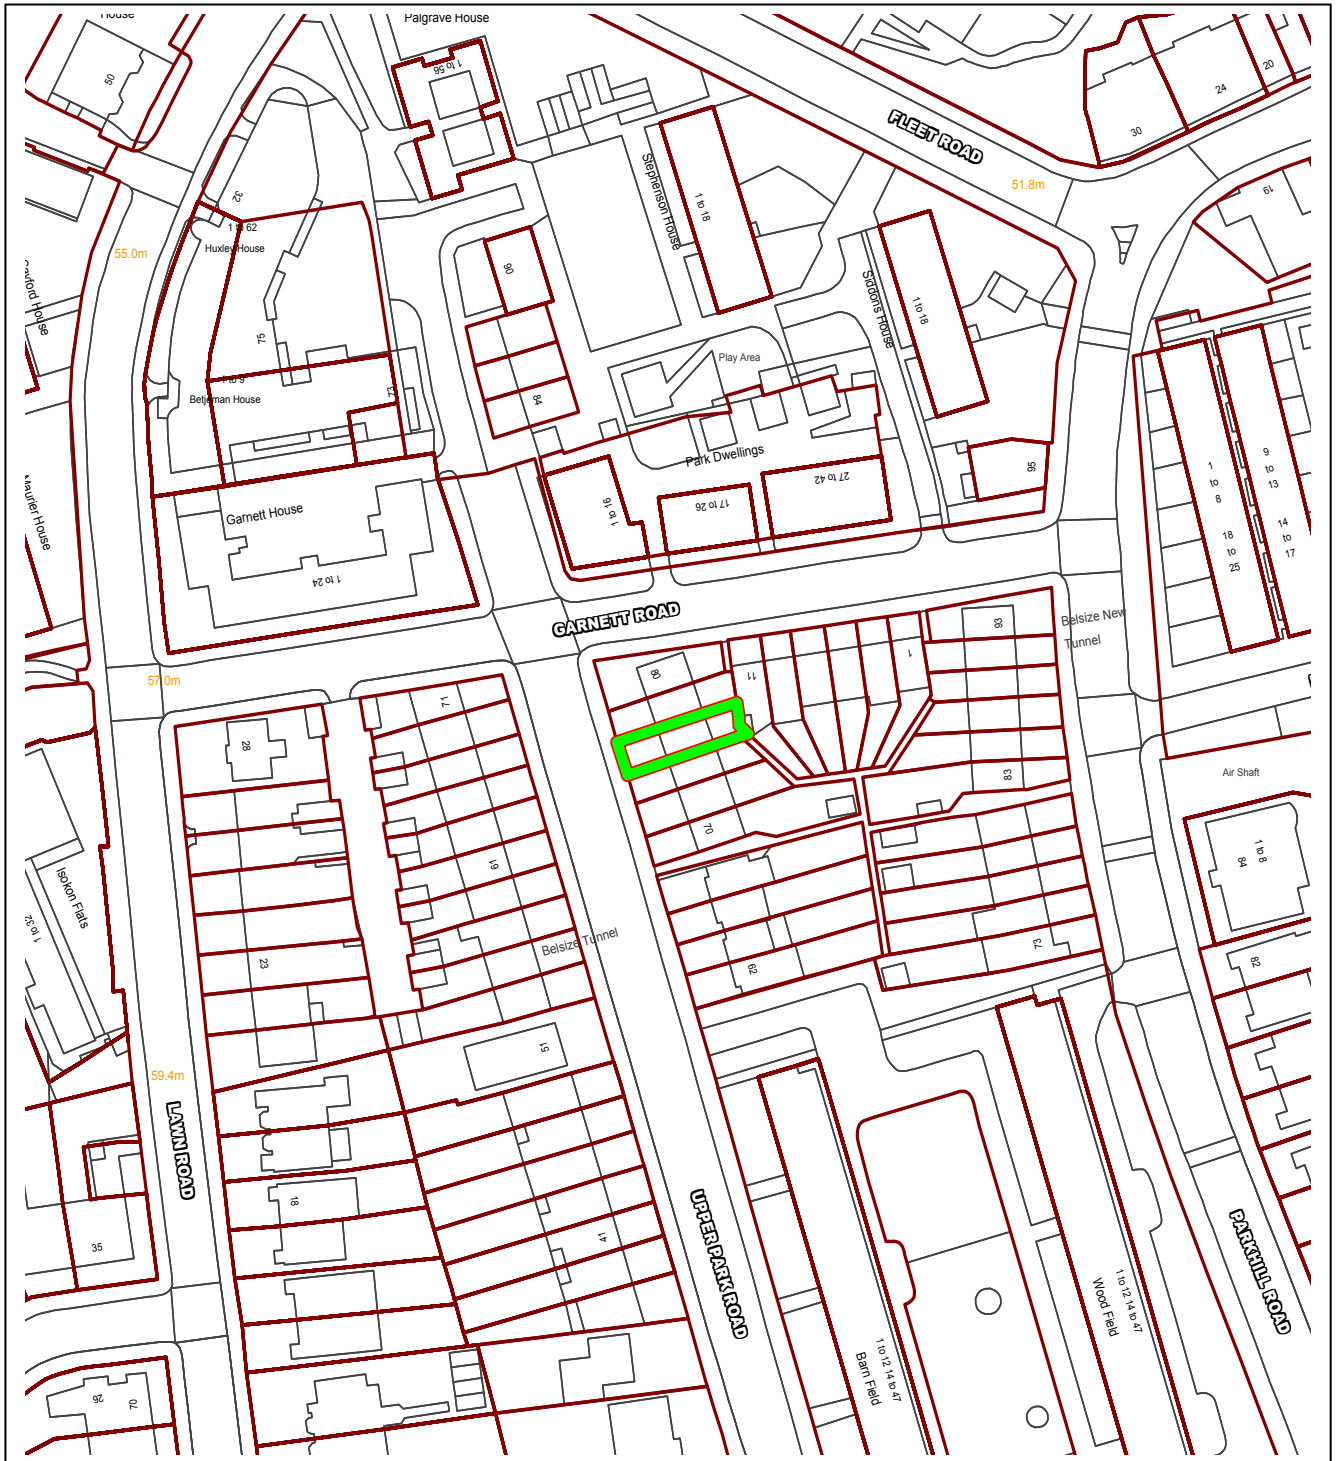 House
Palgrave House
50
1 to 56
20
24
30
FLEET ROAD
51.8m
Stephenson House
1 to 18
32
1 to 62
Huxley House
19
55.0m
90
Siddons House
1 to 18
75
Play Area
1 to 9
Betjeman House
73
84
Park Dwellings
95
27 to 42
17 to 26
1 to 16
1
to
8
18
to
25
9
to
13
14
to
17
Maurier House
Garnett House
1 to 24
GARNETT ROAD
Belsize New
Tunnel
93
57.0m
80
11
1
71
28
83
Air Shaft
70
1 to 8
84
61
Isokon Flats
1 to 32
Belsize Tunnel
23
62
73
82
51
59.4m
LAWN ROAD
18
35
41
UPPER PARK ROAD
PARKHILL ROAD
Wood Field
1 to 12 14 to 47
Barn Field
1 to 12 14 to 47
26
70